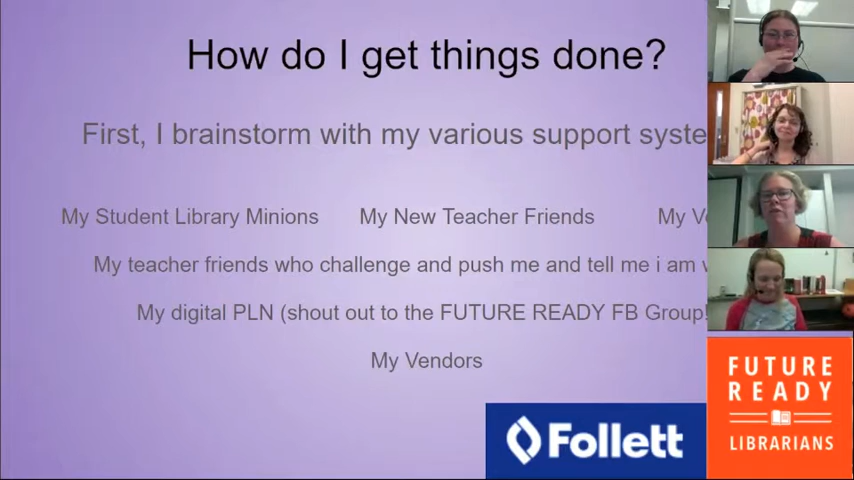 How do I get things done?
First, I brainstorm with my various support syste
My Student Library Minions My New Teacher Friends My V
My teacher friends who challenge and push me and tell me i am
My digital PLN (shout out to the FUTURE READY FB Group!
My Vendors
Follett
FUTURE
READY
LIBRARIANS